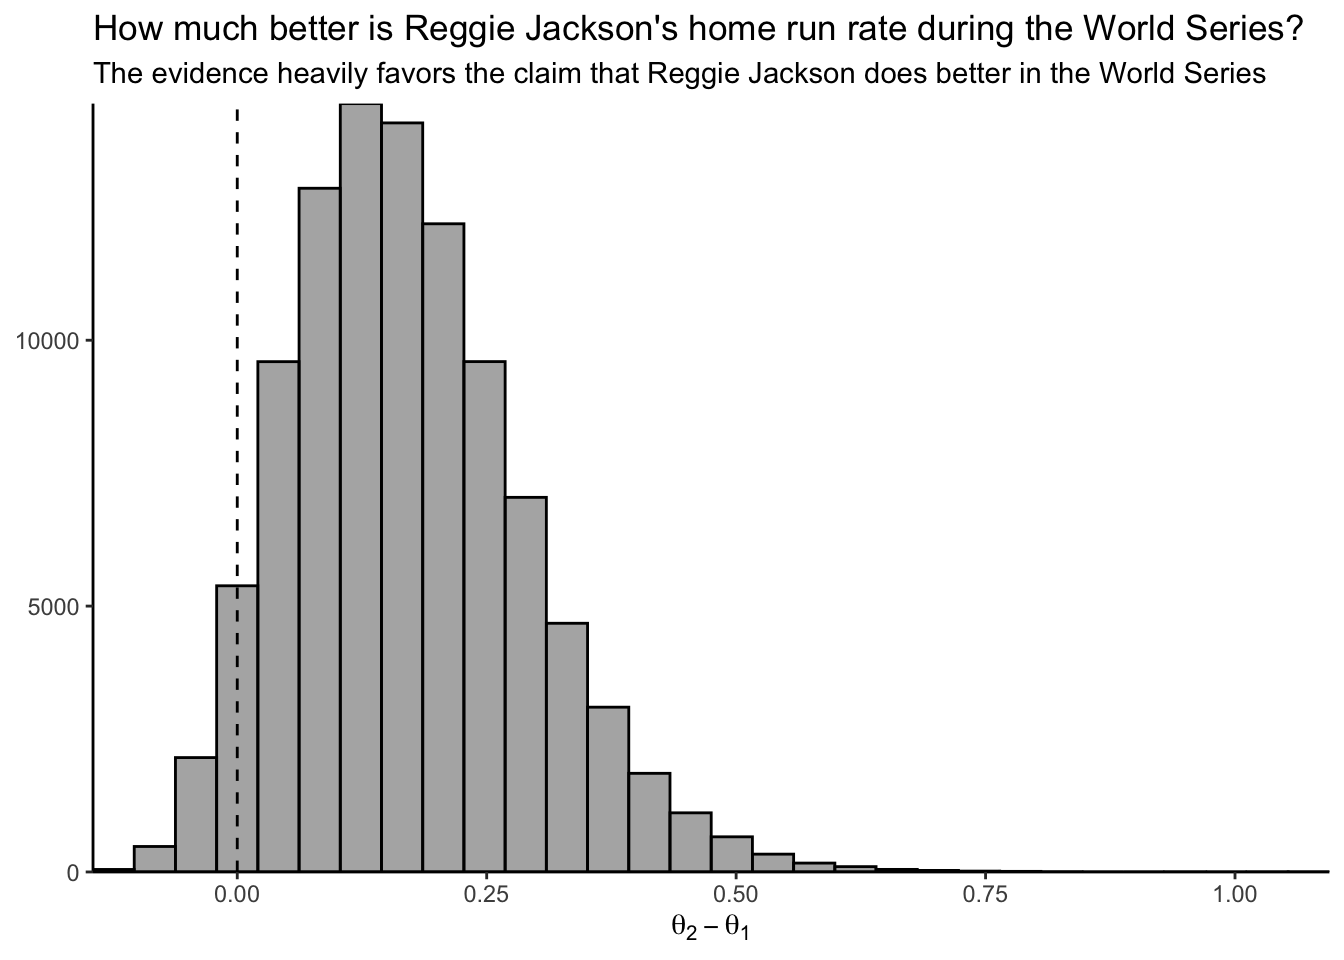 How much better is Reggie Jackson's home run rate during the World Series?
The evidence heavily favors the claim that Reggie Jackson does better in the World Series
10000
5000
0
0.00 0.25 0.50 0.75 1.00
θ₂ – θ₁